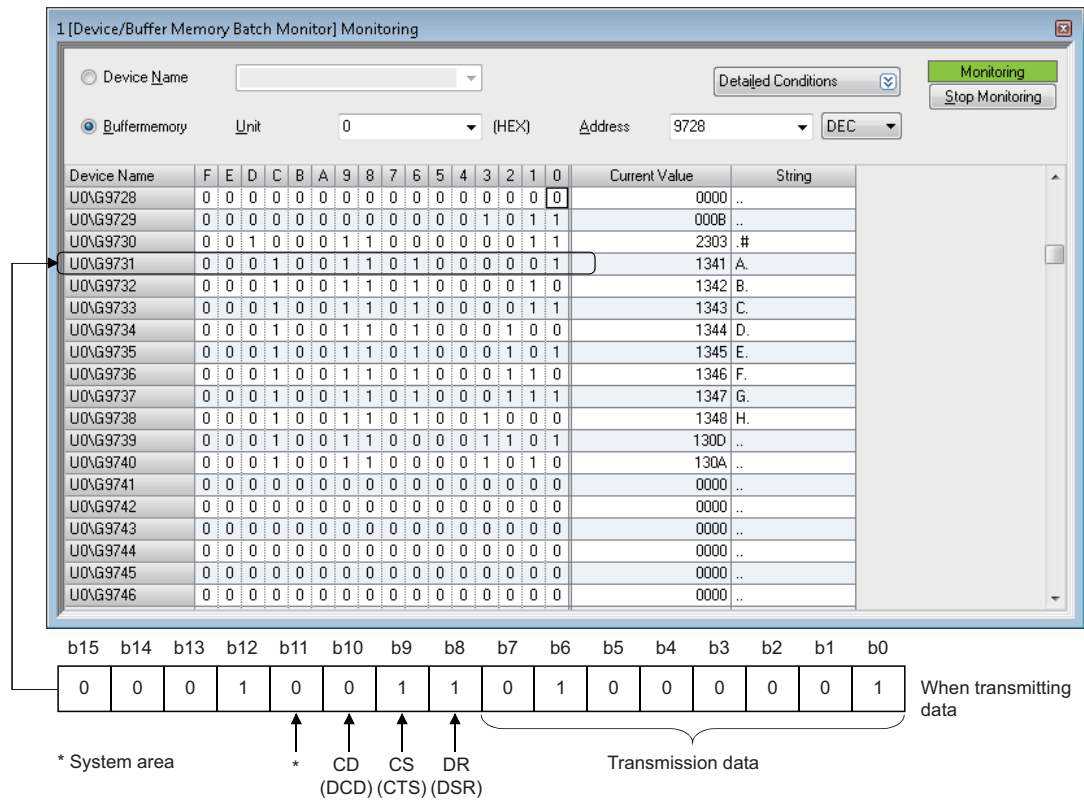 1 [Device/Buffer Memory Batch Monitor] Monitoring
Device Name
Detailed Conditions
Monitoring
Stop Monitoring
Buffermemory Unit 0 (HEX) Address 9728 DEC
Device Name F E D C B A 9 8 7 6 5 4 3 2 1 0 Current Value String
U0\G9728 0 0 0 0 0 0 0 0 0 0 0 0 0 0 0 0 0000 ..
U0\G9729 0 0 0 0 0 0 0 0 0 0 0 0 1 0 1 1 000B ..
U0\G9730 0 0 1 0 0 0 1 1 0 0 0 0 0 0 1 1 2303 .#
U0\G9731 0 0 0 1 0 0 1 1 0 1 0 0 0 0 0 1 1341 A.
U0\G9732 0 0 0 1 0 0 1 1 0 1 0 0 0 0 1 0 1342 B.
U0\G9733 0 0 0 1 0 0 1 1 0 1 0 0 0 0 1 1 1343 C.
U0\G9734 0 0 0 1 0 0 1 1 0 1 0 0 0 1 0 0 1344 D.
U0\G9735 0 0 0 1 0 0 1 1 0 1 0 0 0 1 0 1 1345 E.
U0\G9736 0 0 0 1 0 0 1 1 0 1 0 0 0 1 1 0 1346 F.
U0\G9737 0 0 0 1 0 0 1 1 0 1 0 0 0 1 1 1 1347 G.
U0\G9738 0 0 0 1 0 0 1 1 0 1 0 0 1 0 0 0 1348 H.
U0\G9739 0 0 0 1 0 0 1 1 0 0 0 0 1 1 0 1 130D ..
U0\G9740 0 0 0 1 0 0 1 1 0 0 0 0 1 0 1 0 130A ..
U0\G9741 0 0 0 0 0 0 0 0 0 0 0 0 0 0 0 0 0000 ..
U0\G9742 0 0 0 0 0 0 0 0 0 0 0 0 0 0 0 0 0000 ..
U0\G9743 0 0 0 0 0 0 0 0 0 0 0 0 0 0 0 0 0000 ..
U0\G9744 0 0 0 0 0 0 0 0 0 0 0 0 0 0 0 0 0000 ..
U0\G9745 0 0 0 0 0 0 0 0 0 0 0 0 0 0 0 0 0000 ..
U0\G9746 0 0 0 0 0 0 0 0 0 0 0 0 0 0 0 0 0000 ..
b15 b14 b13 b12 b11 b10 b9 b8 b7 b6 b5 b4 b3 b2 b1 b0
0 0 0 1 0 0 1 1 0 1 0 0 0 0 0 1 When transmitting
data
* System area * CD CS DR Transmission data
(DCD) (CTS) (DSR)